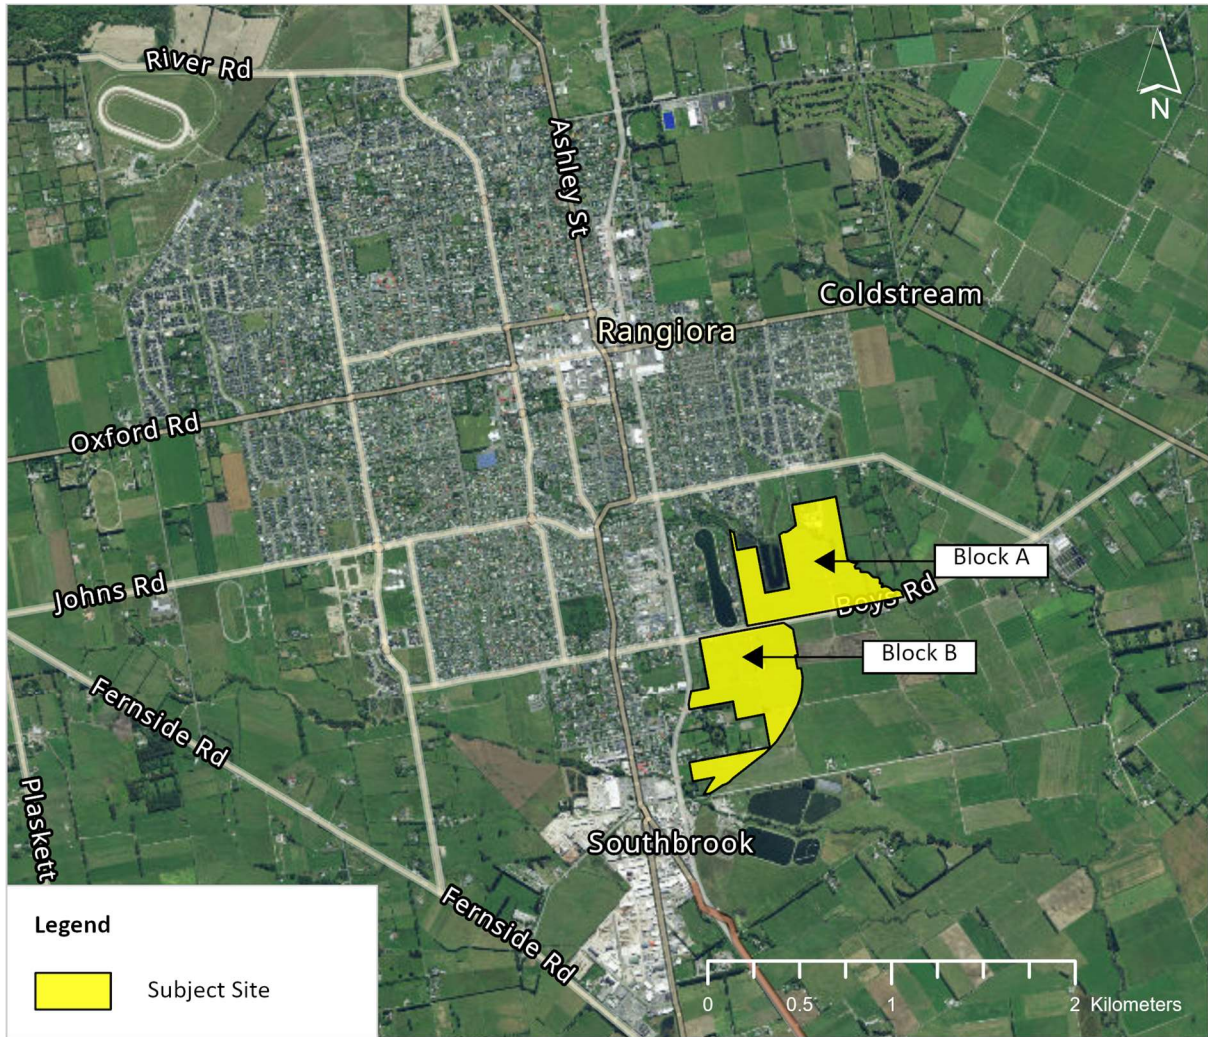 River Rd
N
Ashley St
Coldstream
Rangiora
Oxford Rd
Block A
Johns Rd
Boys Rd
Block B
Fernside Rd
Plaskett
Southbrook
Fernside Rd
Legend
Subject Site
0 0.5 1 2 Kilometers